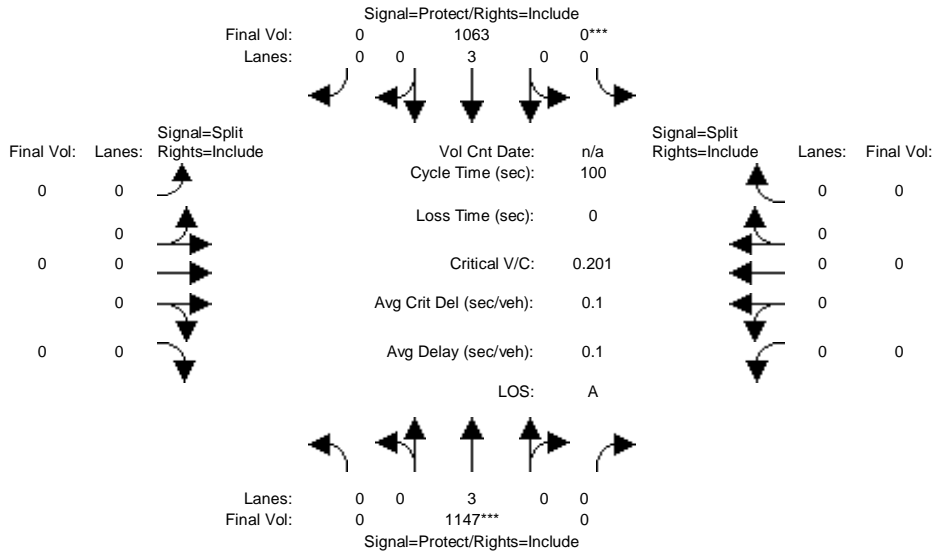 Signal=Protect/Rights=Include
Final Vol: 0 1063 0***
Lanes: 0 0 3 0 0
Signal=Split
Final Vol: Lanes: Rights=Include
Vol Cnt Date: n/a
Signal=Split
Rights=Include Lanes: Final Vol:
Cycle Time (sec): 100
0 0
0 0
Loss Time (sec): 0
0
0
0 0
Critical V/C: 0.201
0 0
0
Avg Crit Del (sec/veh): 0.1
0
0 0
Avg Delay (sec/veh): 0.1
0 0
LOS: A
Lanes: 0 0 3 0 0
Final Vol: 0 1147*** 0
Signal=Protect/Rights=Include